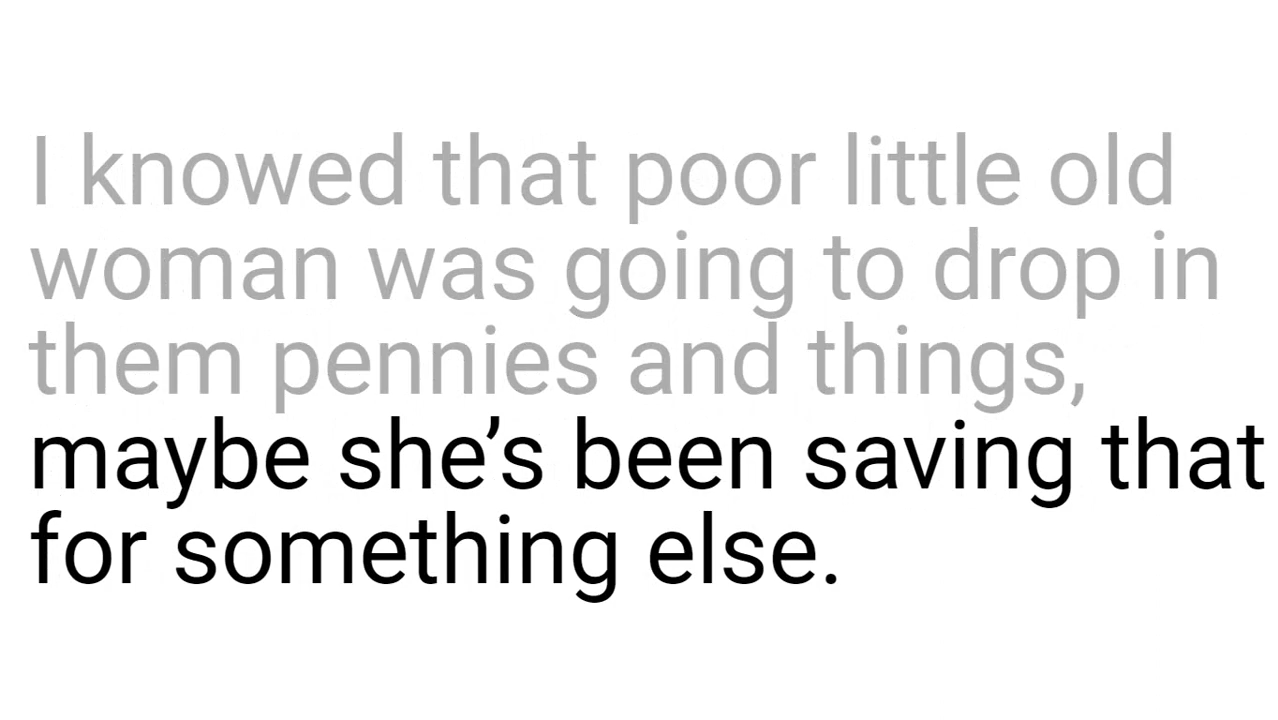 I knowed that poor little old
woman was going to drop in
them pennies and things,
maybe she’s been saving that
for something else.